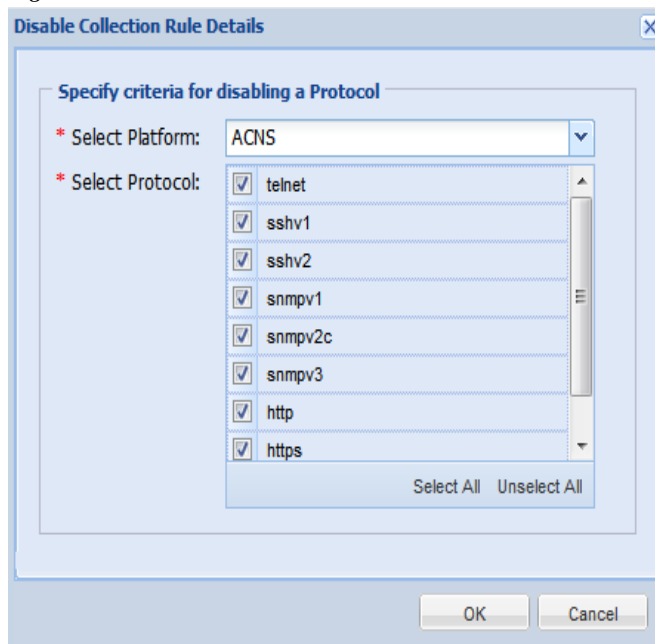 Disable Collection Rule Details
Specify criteria for disabling a Protocol
* Select Platform: ACNS
* Select Protocol: telnet
sshv1
sshv2
snmpv1
snmpv2c
snmpv3
http
https
Select All Unselect All
OK Cancel